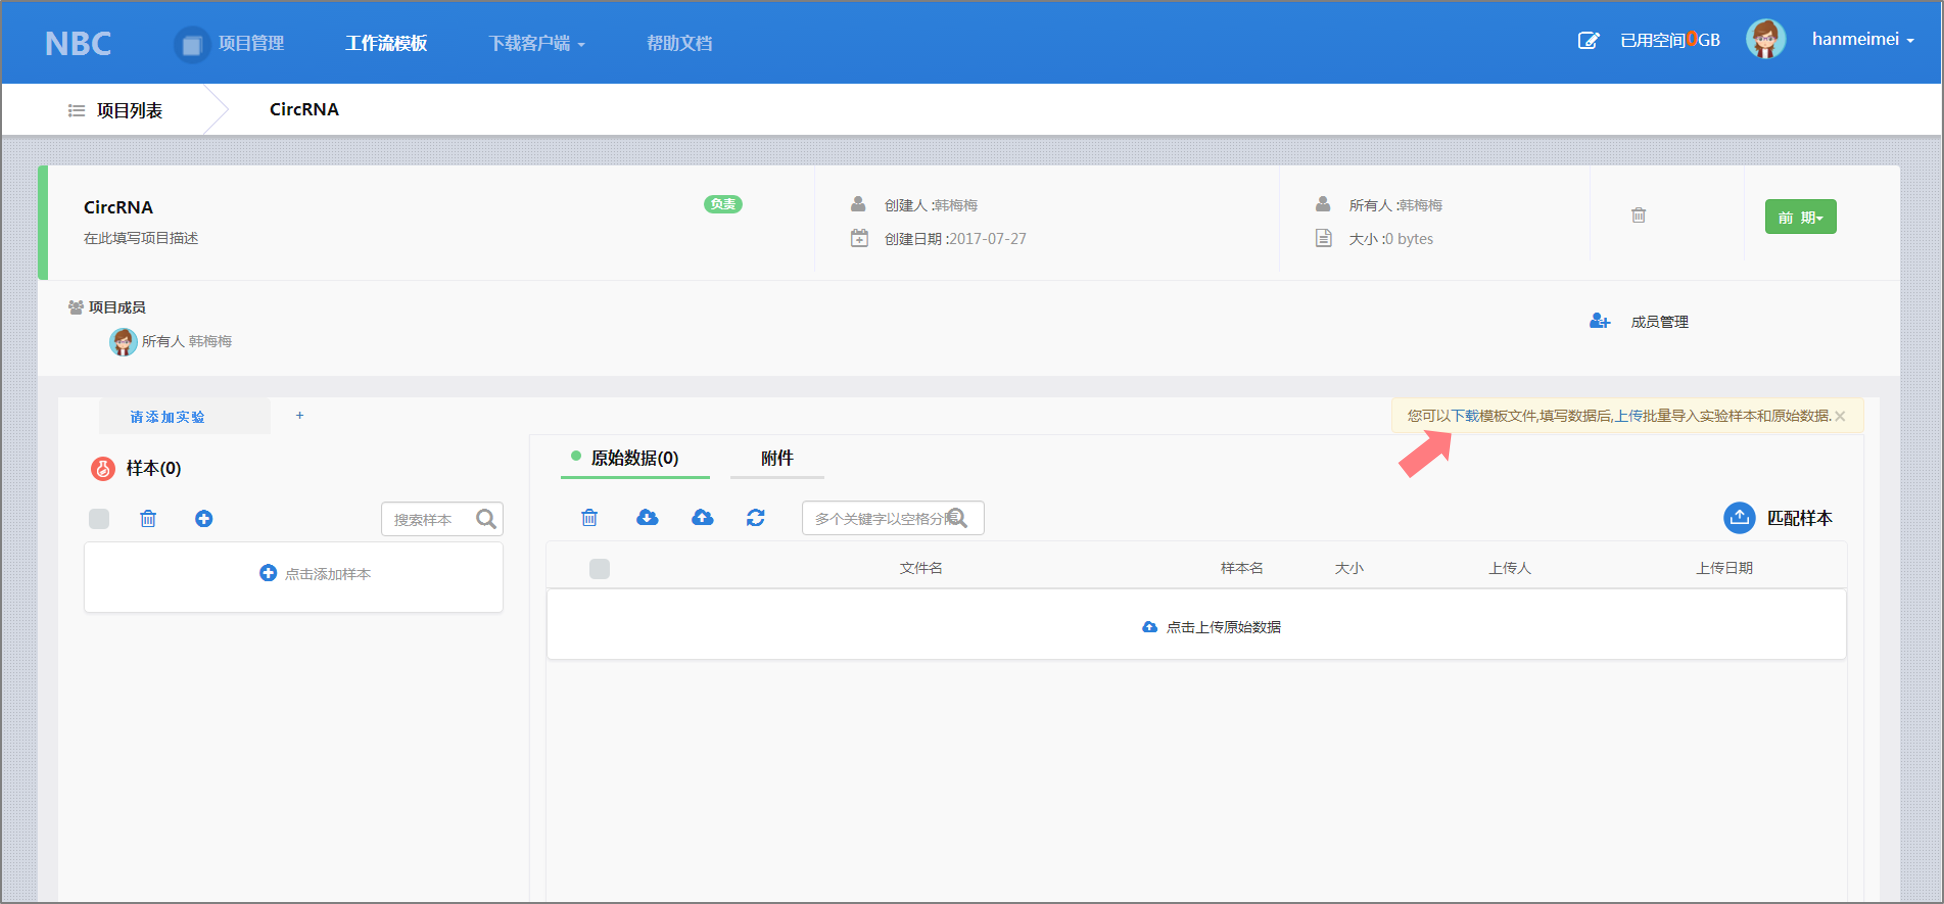 NBC 项目管理 工作流模板 下载客户端 帮助文档 已用空间0GB hanmeimei
项目列表 CircRNA
CircRNA 负责
在此填写项目描述
创建人 :韩梅梅
创建日期 :2017-07-27
所有人 :韩梅梅
大小 :0 bytes
前 期
项目成员
所有人 韩梅梅
成员管理
请添加实验 +
您可以下载模板文件,填写数据后,上传批量导入实验样本和原始数据. ×
样本(0)
搜索样本
点击添加样本
原始数据(0) 附件
多个关键字以空格分隔
匹配样本
文件名 样本名 大小 上传人 上传日期
点击上传原始数据